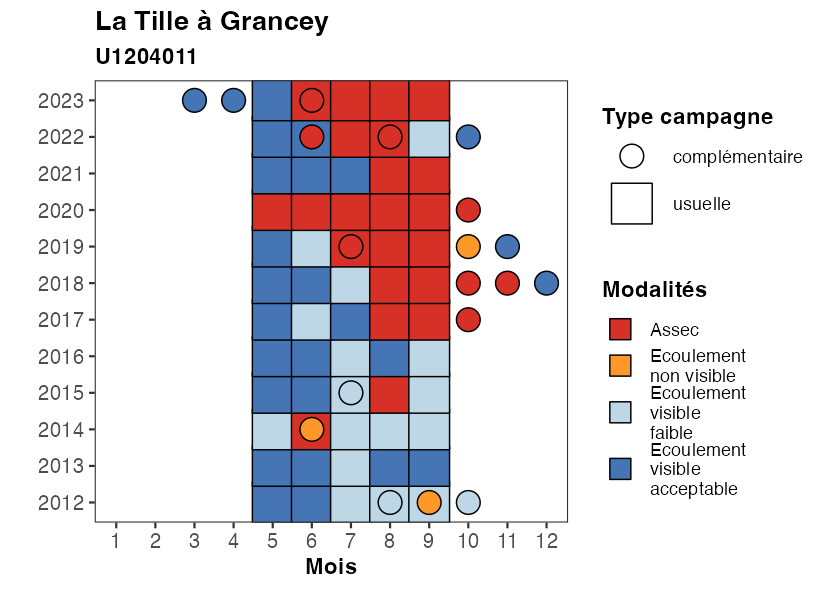 La Tille à Grancey
U1204011
2023
2022
2021
2020
2019
2018
2017
2016
2015
2014
2013
2012
1 2 3 4 5 6 7 8 9 10 11 12
Mois
Type campagne
complémentaire
usuelle
Modalités
Assec
Ecoulement
non visible
Ecoulement
visible
faible
Ecoulement
visible
acceptable